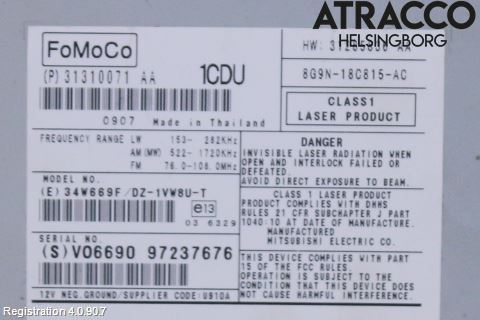 ATRACCO
HELSINGBORG
FoMoCo
HW: AA
(P) 31310071 AA 1CDU
8G9N-18C815-AC
0907 Made in Thailand
CLASS1
LASER PRODUCT
FREQUENCY RANGE LW 153- 282KHz
AM(MW) 522- 1720KHz
FM 76.0-108.0MHz
DANGER
INVISIBLE LASER RADIATION WHEN
OPEN AND INTERLOCK FAILED OR
DEFEATED.
AVOID DIRECT EXPOSURE TO BEAM.
MODEL NO.
(E) 34W669F/DZ-1VW8U-T
e13
03 6329
CLASS 1 LASER PRODUCT
PRODUCT COMPLIES WITH DHHS
RULES 21 CFR SUBCHAPTER J PART
1040:10 AT DATE OF MANUFACTURE.
MANUFACTURED
MITSUBISHI ELECTRIC CO.
SERIAL NO.
(S)V06690 97237676
THIS DEVICE COMPLIES WITH PART
15 OF THE FCC RULES.
OPERATION IS SUBJECT TO THE
CONDITION THAT THIS DEVICE DOES
NOT CAUSE HARMFUL INTERFERENCE.
12V NEG.GROUND/SUPPLIER CODE:U910A
Registration 4.0.907